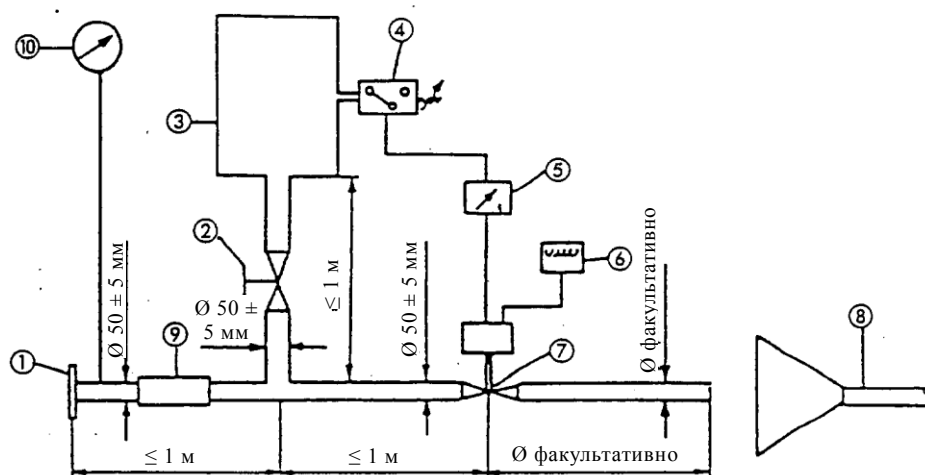 10
4
3
5
2
6
Ø 50 ± 5 мм
Ø 50 ±
5 мм
≤ 1 м
Ø 50 ± 5 мм
Ø факультативно
8
9
7
1
≤ 1 м
≤ 1 м
Ø факультативно